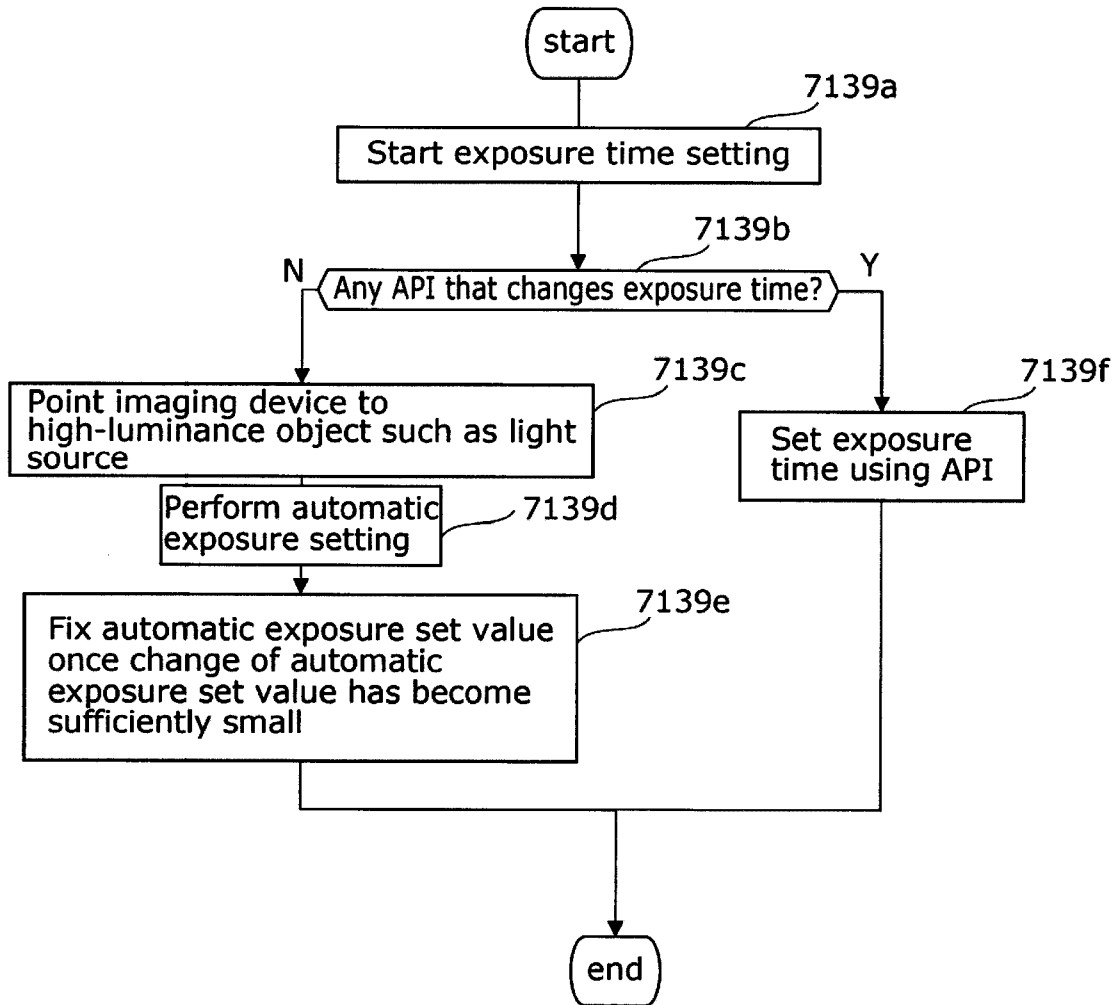 start
7139a
Start exposure time setting
7139b
N
Any API that changes exposure time?
Y
7139c
Point imaging device to
high-luminance object such as light
source
7139f
Set exposure
time using API
Perform automatic
exposure setting
7139d
7139e
Fix automatic exposure set value
once change of automatic
exposure set value has become
sufficiently small
end